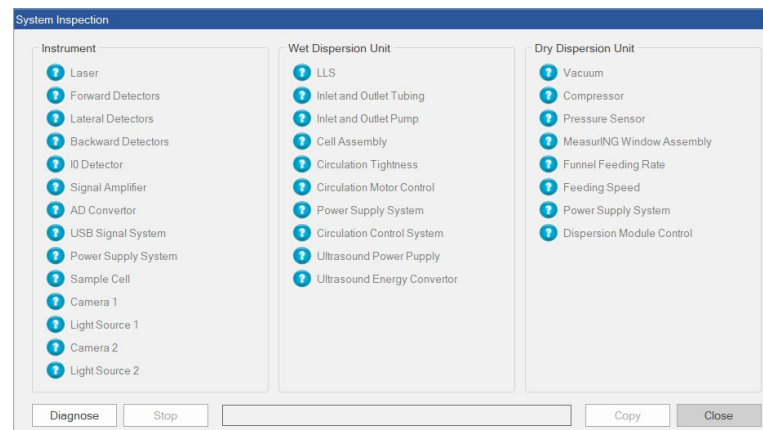 System Inspection
Instrument
Laser
Forward Detectors
Lateral Detectors
Backward Detectors
I0 Detector
Signal Amplifier
AD Convertor
USB Signal System
Power Supply System
Sample Cell
Camera 1
Light Source 1
Camera 2
Light Source 2
Wet Dispersion Unit
LLS
Inlet and Outlet Tubing
Inlet and Outlet Pump
Cell Assembly
Circulation Tightness
Circulation Motor Control
Power Supply System
Circulation Control System
Ultrasound Power Pupply
Ultrasound Energy Convertor
Dry Dispersion Unit
Vacuum
Compressor
Pressure Sensor
MeasurING Window Assembly
Funnel Feeding Rate
Feeding Speed
Power Supply System
Dispersion Module Control
Diagnose
Stop
Copy
Close